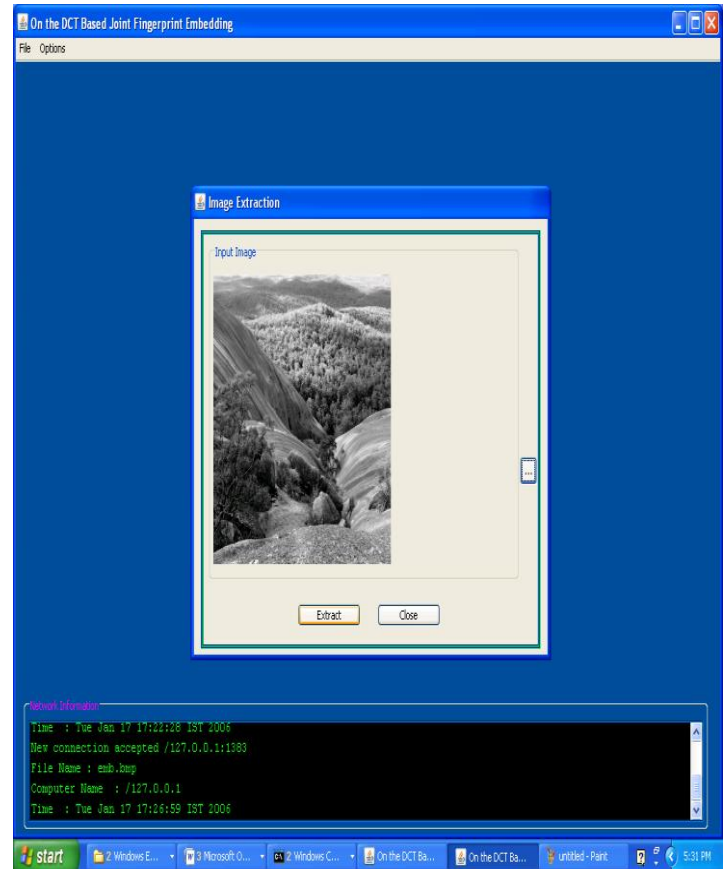 On the DCT Based Joint Fingerprint Embedding
File Options
Image Extraction
Input Image
...
Extract Close
Network Information
Time : Tue Jan 17 17:22:28 IST 2006
New connection accepted /127.0.0.1:1383
File Name : emb.bmp
Computer Name : /127.0.0.1
Time : Tue Jan 17 17:26:59 IST 2006
start 2 Windows E... 3 Microsoft O... 2 Windows C... On the DCT Ba... On the DCT Ba... untitled - Paint 5:31 PM